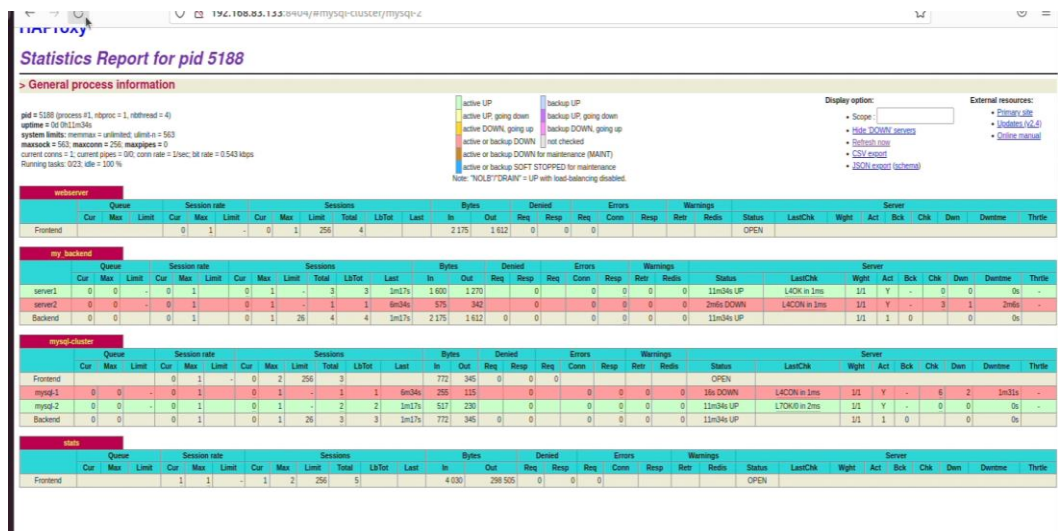 192.168.83.133:8404/#mysql-cluster/mysql-2
HAProxy
Statistics Report for pid 5188
> General process information
pid = 5188 (process #1, nbproc = 1, nbthread = 4)
uptime = 0d 0h11m34s
system limits: memmax = unlimited; ulimit-n = 563
maxsock = 563; maxconn = 256; maxpipes = 0
current conns = 1; current pipes = 0/0; conn rate = 1/sec; bit rate = 0.543 kbps
Running tasks: 0/23; idle = 100 %
active UP backup UP
active UP, going down backup UP, going down
active DOWN, going up backup DOWN, going up
active or backup DOWN not checked
active or backup DOWN for maintenance (MAINT)
active or backup SOFT STOPPED for maintenance
Note: "NOLB"/"DRAIN" = UP with load-balancing disabled.
Display option:
• Scope :
• Hide 'DOWN' servers
• Refresh now
• CSV export
• JSON export (schema)
External resources:
• Primary site
• Updates (v2.4)
• Online manual
webserver
Queue Session rate Sessions Bytes Denied Errors Warnings Server
Cur Max Limit Cur Max Limit Cur Max Limit Total LbTot Last In Out Req Resp Req Conn Resp Retr Redis Status LastChk Wght Act Bck Chk Dwn Dwntme Thrtle
Frontend 0 1 - 0 1 256 4 2 175 1 612 0 0 0 OPEN
my_backend
Queue Session rate Sessions Bytes Denied Errors Warnings Server
Cur Max Limit Cur Max Limit Cur Max Limit Total LbTot Last In Out Req Resp Req Conn Resp Retr Redis Status LastChk Wght Act Bck Chk Dwn Dwntme Thrtle
server1 0 0 - 0 1 0 1 - 3 3 1m17s 1 600 1 270 0 0 0 0 0 11m34s UP L4OK in 1ms 1/1 Y - 0 0 0s -
server2 0 0 - 0 1 0 1 - 1 1 6m34s 575 342 0 0 0 0 0 2m6s DOWN L4CON in 1ms 1/1 Y - 3 1 2m6s -
Backend 0 0 0 1 0 1 26 4 4 1m17s 2 175 1 612 0 0 0 0 0 0 11m34s UP 1/1 1 0 0 0s
mysql-cluster
Queue Session rate Sessions Bytes Denied Errors Warnings Server
Cur Max Limit Cur Max Limit Cur Max Limit Total LbTot Last In Out Req Resp Req Conn Resp Retr Redis Status LastChk Wght Act Bck Chk Dwn Dwntme Thrtle
Frontend 0 1 - 0 2 256 3 772 345 0 0 0 OPEN
mysql-1 0 0 - 0 1 0 1 - 1 1 6m34s 255 115 0 0 0 0 0 16s DOWN L4CON in 1ms 1/1 Y - 6 2 1m31s -
mysql-2 0 0 - 0 1 0 1 - 2 2 1m17s 517 230 0 0 0 0 0 11m34s UP L7OK/0 in 2ms 1/1 Y - 0 0 0s -
Backend 0 0 0 1 0 1 26 3 3 1m17s 772 345 0 0 0 0 0 0 11m34s UP 1/1 1 0 0 0s
stats
Queue Session rate Sessions Bytes Denied Errors Warnings Server
Cur Max Limit Cur Max Limit Cur Max Limit Total LbTot Last In Out Req Resp Req Conn Resp Retr Redis Status LastChk Wght Act Bck Chk Dwn Dwntme Thrtle
Frontend 1 1 - 1 2 256 5 4 030 298 505 0 0 0 OPEN